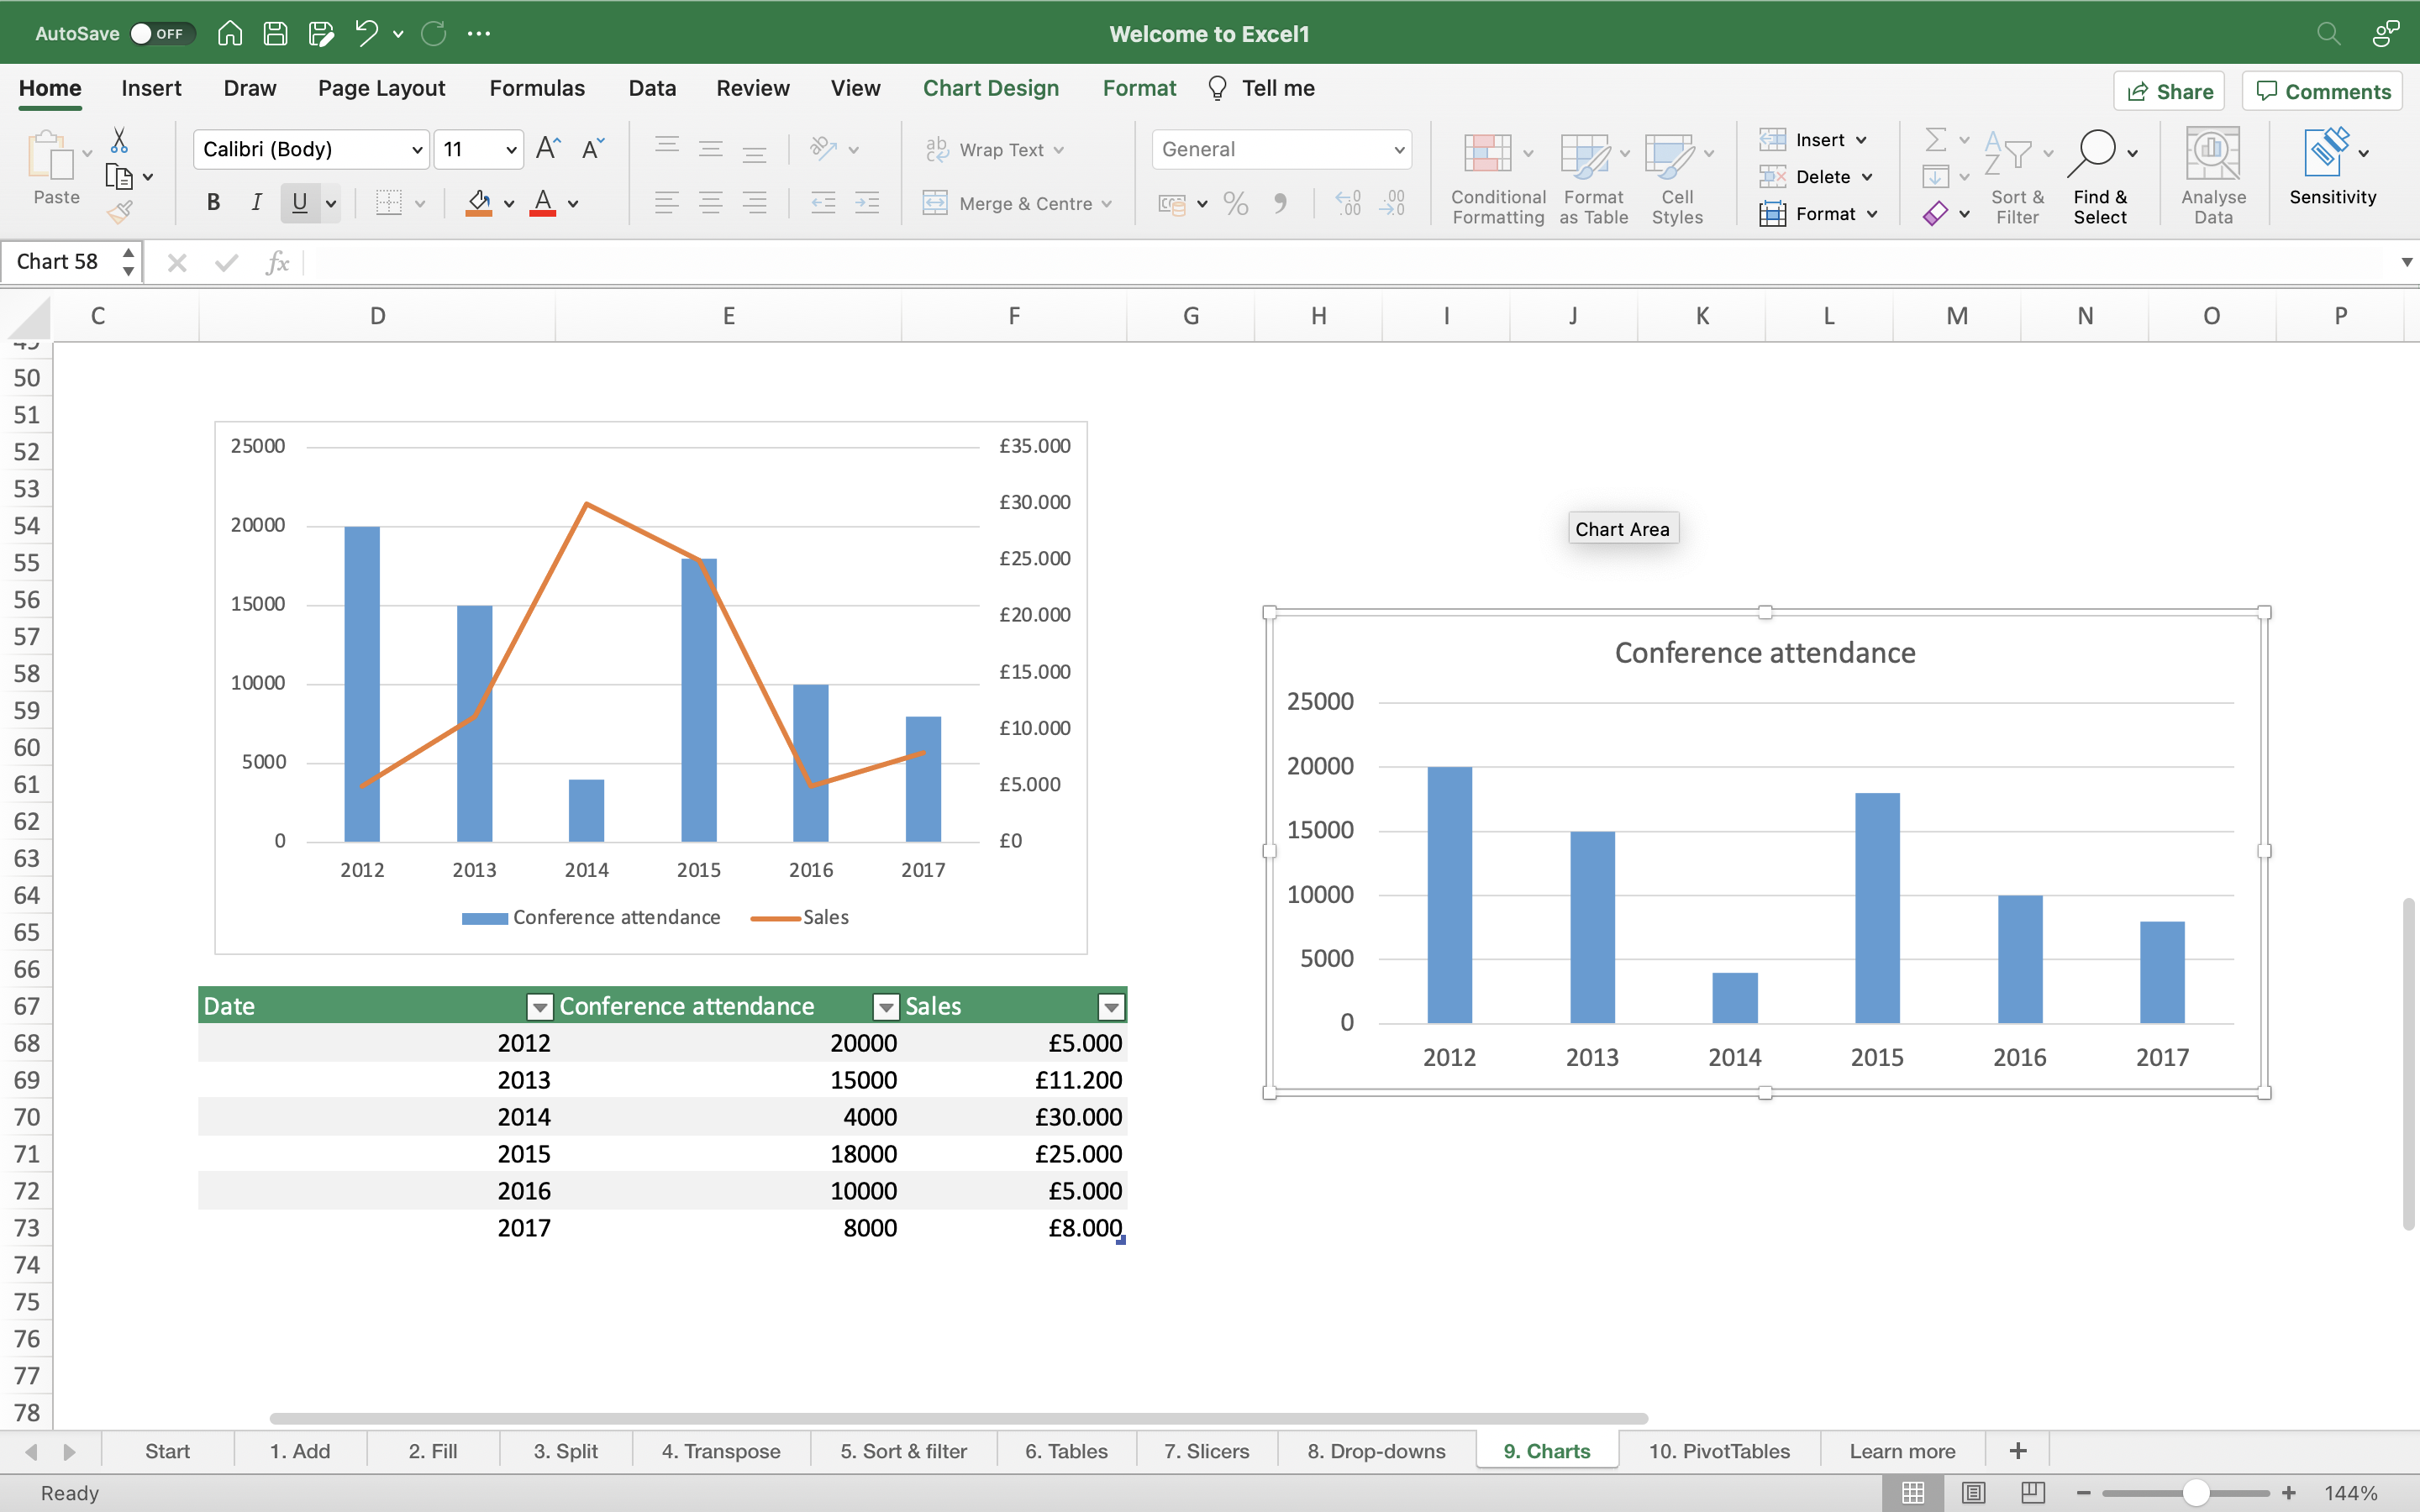 AutoSave OFF Welcome to Excel1
Home Insert Draw Page Layout Formulas Data Review View Chart Design Format Tell me Share Comments
Calibri (Body) 11 Wrap Text General Insert
Paste Delete
B I U Merge & Centre Format
Conditional Formatting Format as Table Cell Styles Sort & Filter Find & Select Analyse Data Sensitivity
Chart 58 fx
C D E F G H I J K L M N O P
49
50
51
52
53
54
55
56
57
58
59
60
61
62
63
64
65
66
67
68
69
70
71
72
73
74
75
76
77
78
25000 £35.000
£30.000
20000
£25.000
15000 £20.000
10000 £15.000
£10.000
5000
£5.000
0 £0
2012 2013 2014 2015 2016 2017
Conference attendance Sales
Chart Area
Conference attendance
25000
20000
15000
10000
5000
0
2012 2013 2014 2015 2016 2017
Date Conference attendance Sales
2012 20000 £5.000
2013 15000 £11.200
2014 4000 £30.000
2015 18000 £25.000
2016 10000 £5.000
2017 8000 £8.000
Start 1. Add 2. Fill 3. Split 4. Transpose 5. Sort & filter 6. Tables 7. Slicers 8. Drop-downs 9. Charts 10. PivotTables Learn more +
Ready 144%